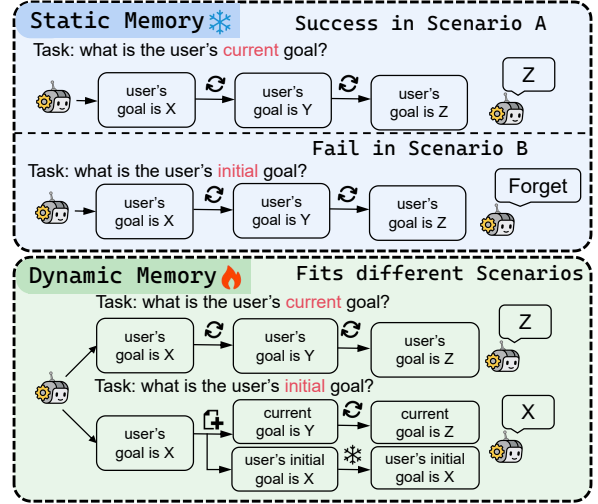 Static Memory
Success in Scenario A
Task: what is the user's current goal?
user's
goal is X
user's
goal is Y
user's
goal is Z
Z
Fail in Scenario B
Task: what is the user's initial goal?
user's
goal is X
user's
goal is Y
user's
goal is Z
Forget
Dynamic Memory
Fits different Scenarios
Task: what is the user's current goal?
user's
goal is X
user's
goal is Y
user's
goal is Z
Z
Task: what is the user's initial goal?
user's
goal is X
current
goal is Y
current
goal is Z
user's initial
goal is X
user's initial
goal is X
X